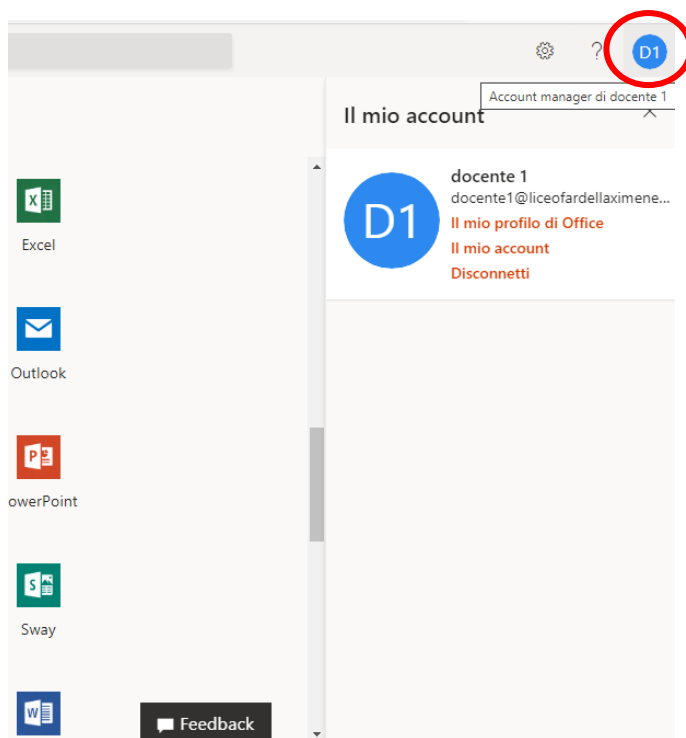 ?
D1
Account manager di docente 1
Il mio account
D1
docente 1
docente1@liceofardellaximene...
Il mio profilo di Office
Il mio account
Disconnetti
Excel
Outlook
owerPoint
Sway
Feedback